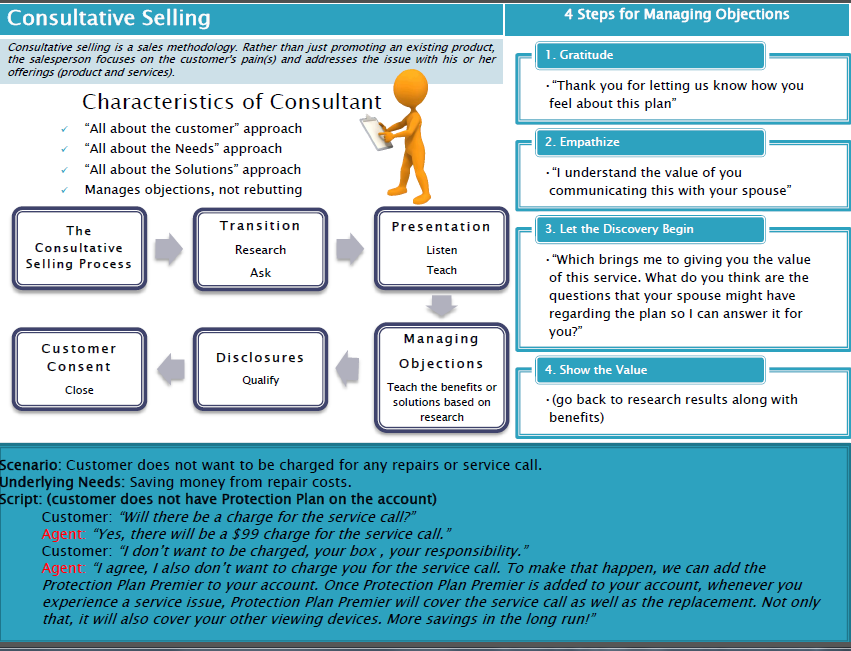 Consultative Selling
Consultative selling is a sales methodology. Rather than just promoting an existing product,
the salesperson focuses on the customer's pain(s) and addresses the issue with his or her
offerings (product and services).
Characteristics of Consultant
✓ "All about the customer" approach
✓ "All about the Needs" approach
✓ "All about the Solutions" approach
✓ Manages objections, not rebutting
The
Consultative
Selling Process
Transition
Research
Ask
Presentation
Listen
Teach
Managing
Objections
Teach the benefits or
solutions based on
research
Disclosures
Qualify
Customer
Consent
Close
4 Steps for Managing Objections
1. Gratitude
•"Thank you for letting us know how you
feel about this plan"
2. Empathize
•"I understand the value of you
communicating this with your spouse"
3. Let the Discovery Begin
•"Which brings me to giving you the value
of this service. What do you think are the
questions that your spouse might have
regarding the plan so I can answer it for
you?"
4. Show the Value
•(go back to research results along with
benefits)
Scenario: Customer does not want to be charged for any repairs or service call.
Underlying Needs: Saving money from repair costs.
Script: (customer does not have Protection Plan on the account)
Customer: "Will there be a charge for the service call?"
Agent: "Yes, there will be a $99 charge for the service call."
Customer: "I don't want to be charged, your box , your responsibility."
Agent: "I agree, I also don't want to charge you for the service call. To make that happen, we can add the
Protection Plan Premier to your account. Once Protection Plan Premier is added to your account, whenever you
experience a service issue, Protection Plan Premier will cover the service call as well as the replacement. Not only
that, it will also cover your other viewing devices. More savings in the long run!"